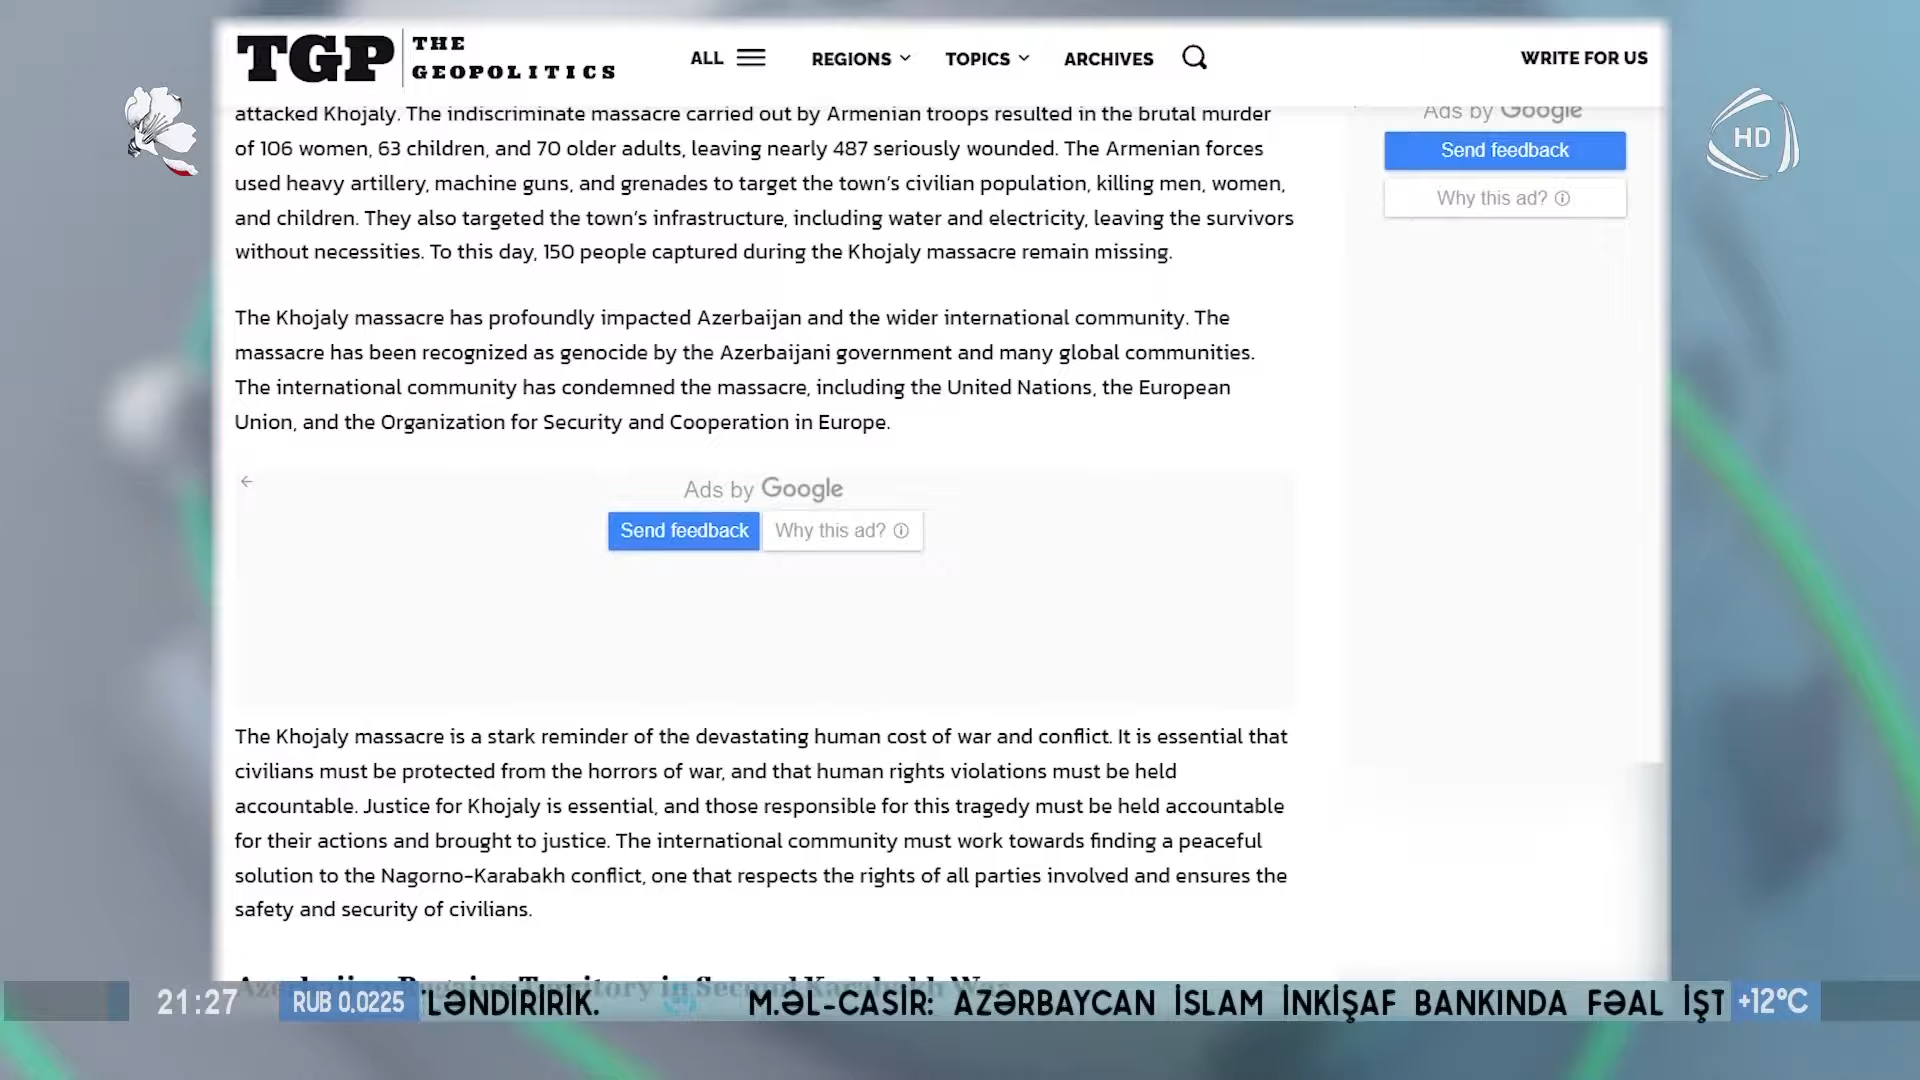 TGP THE GEOPOLITICS
ALL
REGIONS
TOPICS
ARCHIVES
WRITE FOR US
HD
attacked Khojaly. The indiscriminate massacre carried out by Armenian troops resulted in the brutal murder
of 106 women, 63 children, and 70 older adults, leaving nearly 487 seriously wounded. The Armenian forces
used heavy artillery, machine guns, and grenades to target the town's civilian population, killing men, women,
and children. They also targeted the town's infrastructure, including water and electricity, leaving the survivors
without necessities. To this day, 150 people captured during the Khojaly massacre remain missing.
Ads by Google
Send feedback
Why this ad?
The Khojaly massacre has profoundly impacted Azerbaijan and the wider international community. The
massacre has been recognized as genocide by the Azerbaijani government and many global communities.
The international community has condemned the massacre, including the United Nations, the European
Union, and the Organization for Security and Cooperation in Europe.
Ads by Google
Send feedback
Why this ad?
The Khojaly massacre is a stark reminder of the devastating human cost of war and conflict. It is essential that
civilians must be protected from the horrors of war, and that human rights violations must be held
accountable. Justice for Khojaly is essential, and those responsible for this tragedy must be held accountable
for their actions and brought to justice. The international community must work towards finding a peaceful
solution to the Nagorno-Karabakh conflict, one that respects the rights of all parties involved and ensures the
safety and security of civilians.
Azerbaijan Regains Territory in Second Karabakh War
21:27
RUB 0.0225
TLƏNDİRİRİK.
M.ƏL-CASİR: AZƏRBAYCAN İSLAM İNKİŞAF BANKINDA FƏAL İŞT
+12°C